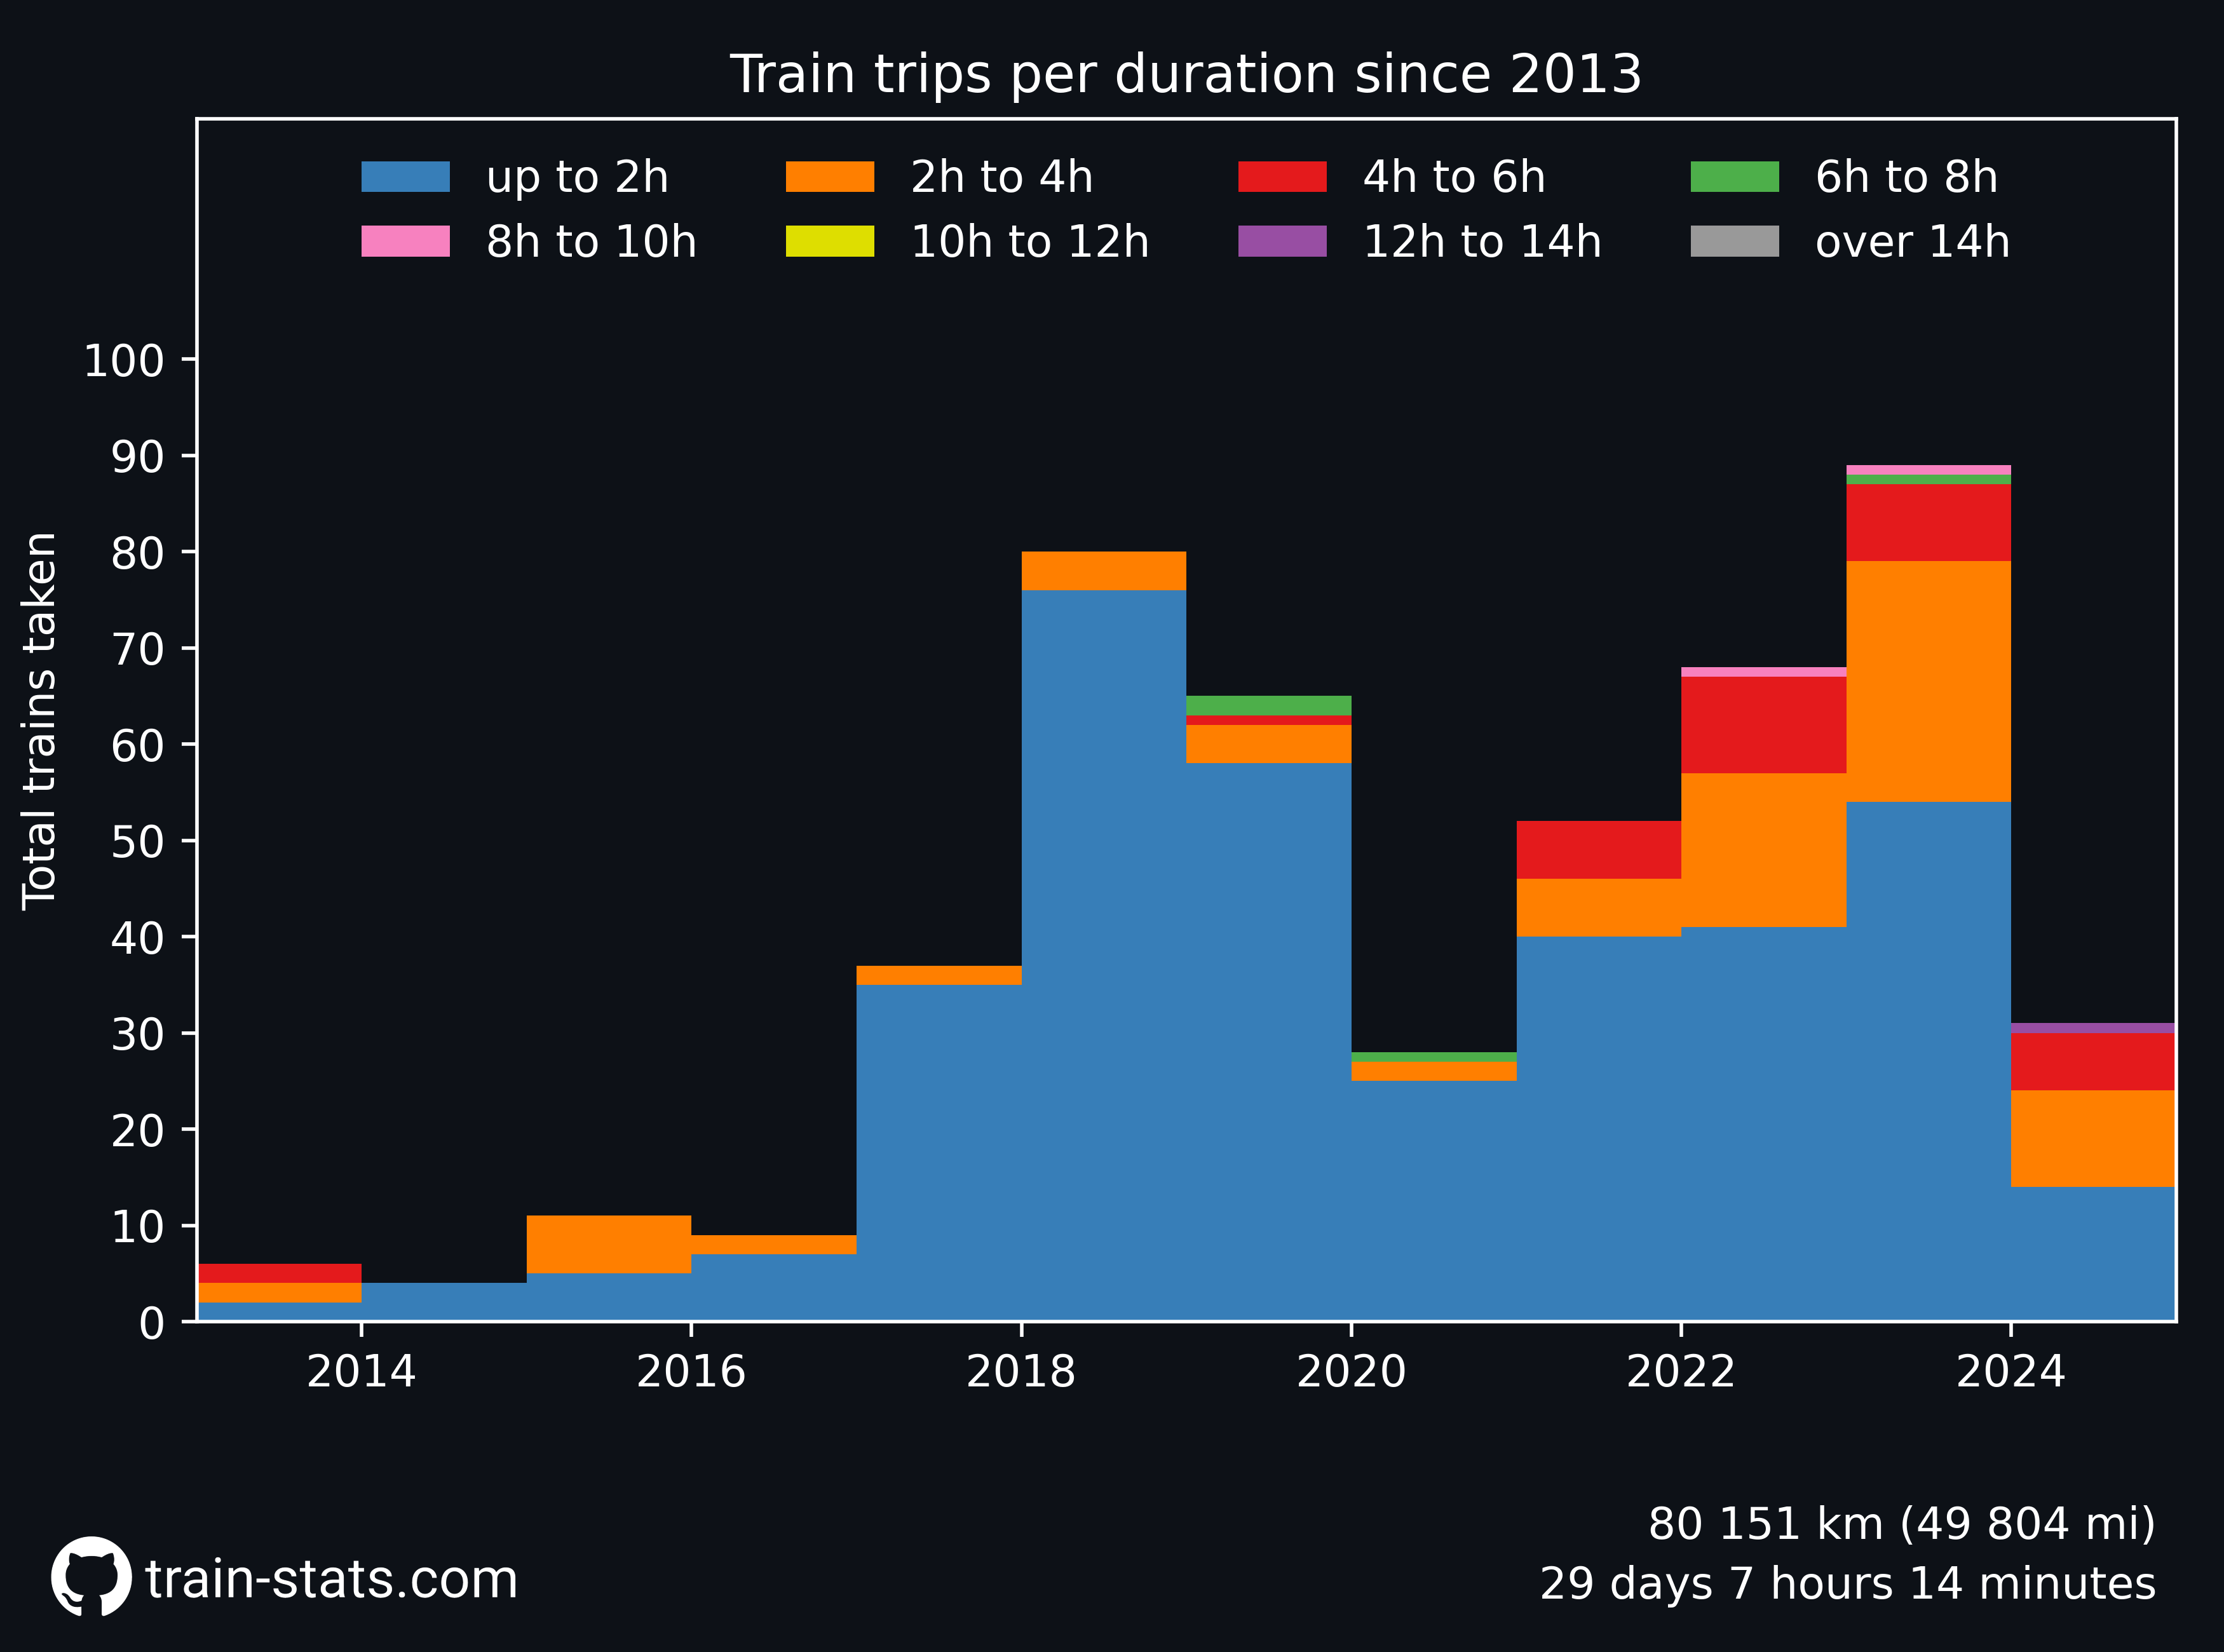 Train trips per duration since 2013
up to 2h
2h to 4h
4h to 6h
6h to 8h
8h to 10h
10h to 12h
12h to 14h
over 14h
Total trains taken
100
90
80
70
60
50
40
30
20
10
0
2014
2016
2018
2020
2022
2024
80 151 km (49 804 mi)
29 days 7 hours 14 minutes
train-stats.com